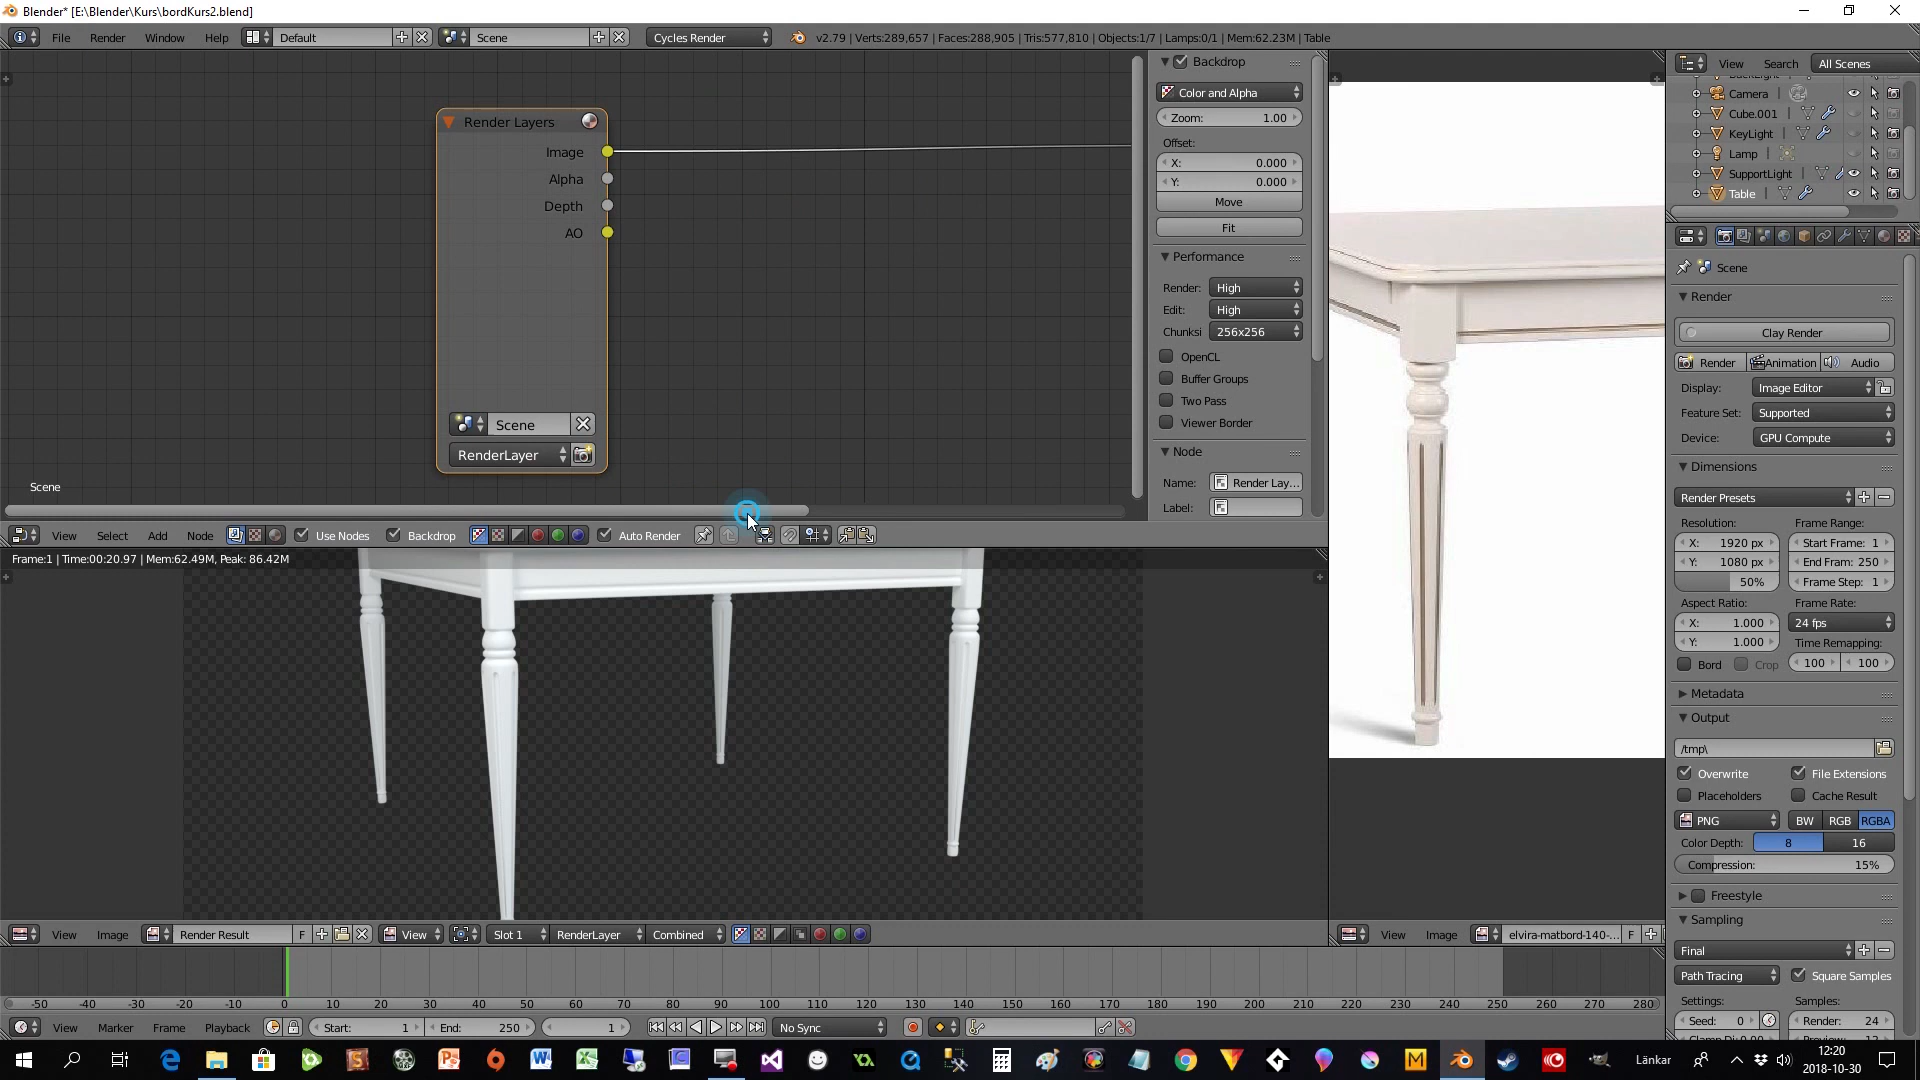 Blender* [E:\Blender\Kurs\bordKurs2.blend]
File Render Window Help Default Scene Cycles Render v2.79 | Verts:289,657 | Faces:288,905 | Tris:577,810 | Objects:1/7 | Lamps:0/1 | Mem:62.23M | Table
Render Layers
Image
Alpha
Depth
AO
Scene
RenderLayer
Scene
Backdrop
Color and Alpha
Zoom: 1.00
Offset:
X: 0.000
Y: 0.000
Move
Fit
Performance
Render: High
Edit: High
Chunksi 256x256
OpenCL
Buffer Groups
Two Pass
Viewer Border
Node
Name: Render Lay...
Label:
View Select Add Node Use Nodes Backdrop Auto Render
Frame:1 | Time:00:20.97 | Mem:62.49M, Peak: 86.42M
View Image Render Result F View Slot 1 RenderLayer Combined
View Image elvira-matbord-140-... F
View Search All Scenes
BackLight
Camera
Cube.001
KeyLight
Lamp
SupportLight
Table
Scene
Render
Clay Render
Render Animation Audio
Display: Image Editor
Feature Set: Supported
Device: GPU Compute
Dimensions
Render Presets
Resolution: Frame Range:
X: 1920 px Start Frame: 1
Y: 1080 px End Fram: 250
50% Frame Step: 1
Aspect Ratio: Frame Rate:
X: 1.000 24 fps
Y: 1.000 Time Remapping:
Bord Crop 100 100
Metadata
Output
/tmp\
Overwrite File Extensions
Placeholders Cache Result
PNG BW RGB RGBA
Color Depth: 8 16
Compression: 15%
Freestyle
Sampling
Final
Path Tracing Square Samples
Settings: Samples:
Seed: 0 Render: 24
-50 -40 -30 -20 -10 0 10 20 30 40 50 60 70 80 90 100 110 120 130 140 150 160 170 180 190 200 210 220 230 240 250 260 270 280
View Marker Frame Playback Start: 1 End: 250 1 No Sync
Länkar 12:20
2018-10-30